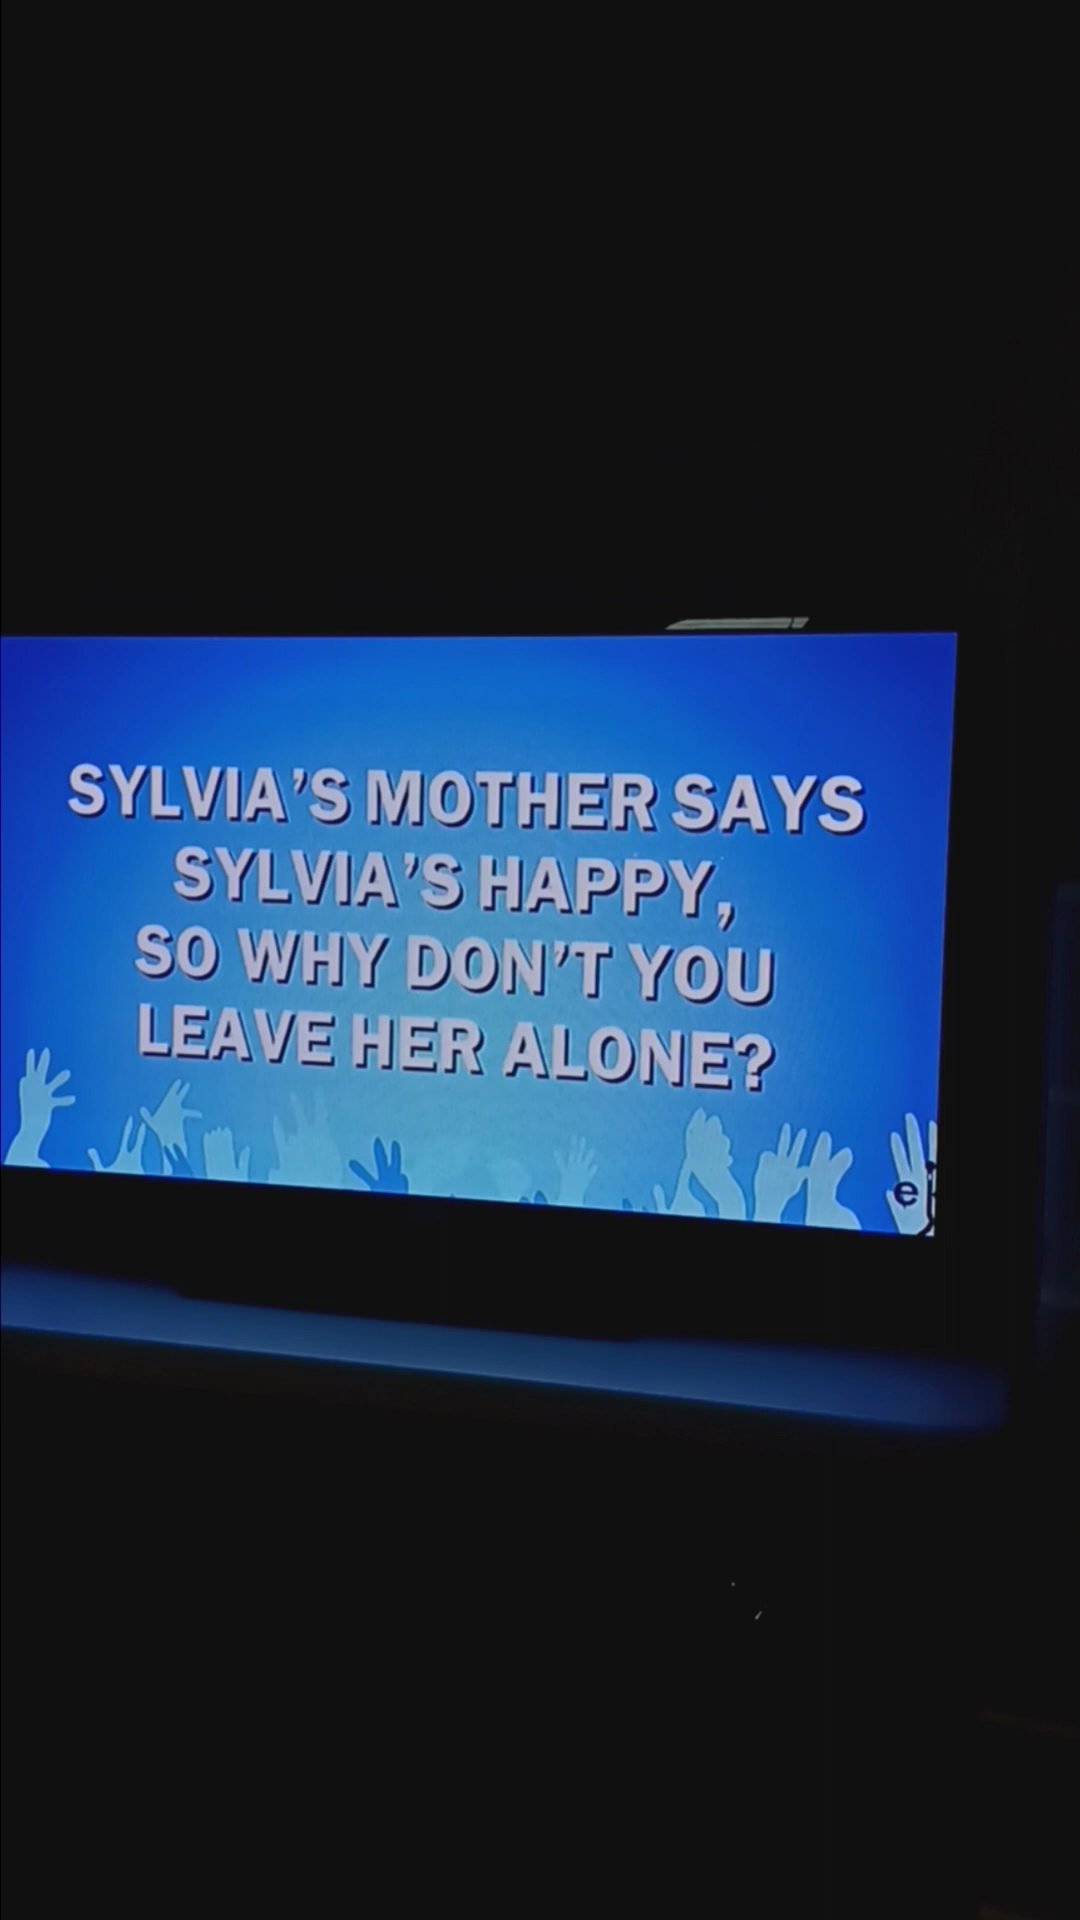 SYLVIA'S MOTHER SAYS
SYLVIA'S HAPPY,
SO WHY DON'T YOU
LEAVE HER ALONE?
e